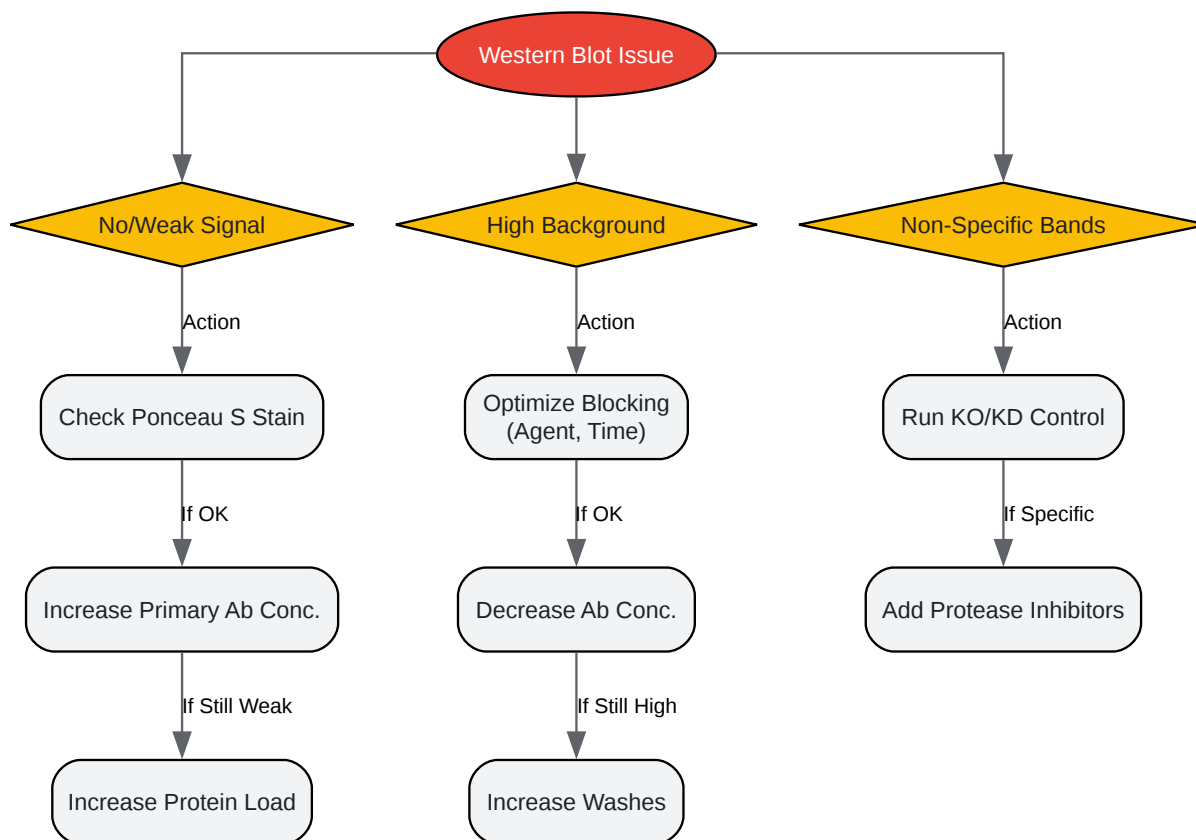 Western Blot Issue
No/Weak Signal
High Background
Non-Specific Bands
Action
Action
Action
Check Ponceau S Stain
Optimize Blocking
(Agent, Time)
Run KO/KD Control
If OK
If OK
If Specific
Increase Primary Ab Conc.
Decrease Ab Conc.
Add Protease Inhibitors
If Still Weak
If Still High
Increase Protein Load
Increase Washes